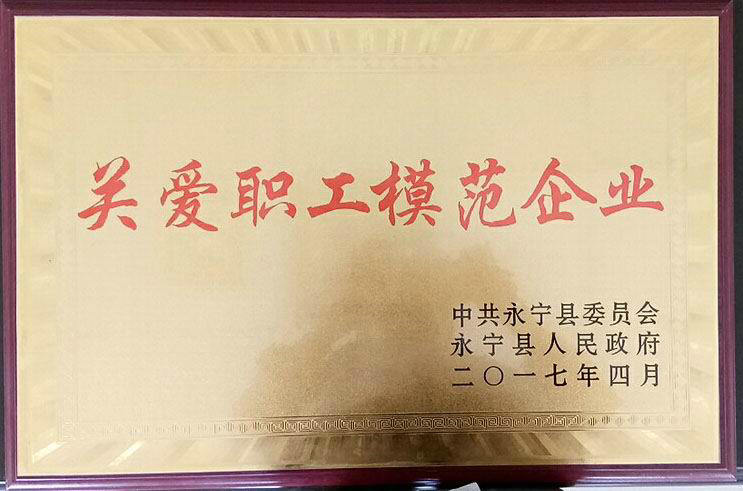 关爱职工模范企业
中共永宁县委员会
永宁县人民政府
二〇一七年四月